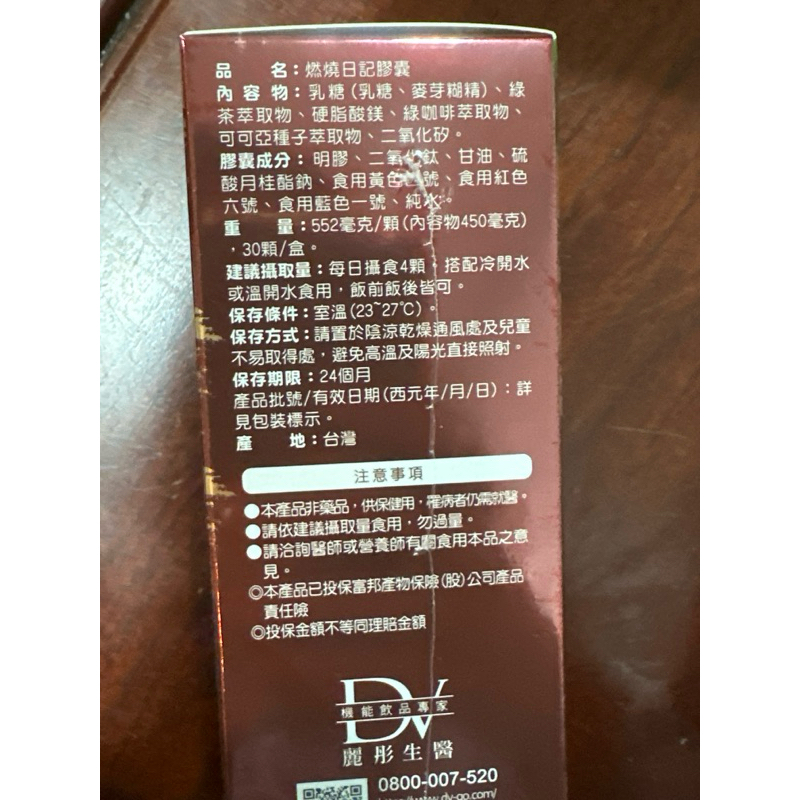 品　　名：燃燒日記膠囊
內 容 物：乳糖(乳糖、麥芽糊精)、綠
茶萃取物、硬脂酸鎂、綠咖啡萃取物、
可可亞種子萃取物、二氧化矽。
膠囊成分：明膠、二氧化鈦、甘油、硫
酸月桂酯鈉、食用黃色號、食用紅色
六號、食用藍色一號、純水。
重　　量：552毫克/顆(內容物450毫克)
，30顆/盒。
建議攝取量：每日攝食4顆，搭配冷開水
或溫開水食用，飯前飯後皆可。
保存條件：室溫(23~27℃)。
保存方式：請置於陰涼乾燥通風處及兒童
不易取得處，避免高溫及陽光直接照射。
保存期限：24個月
產品批號/有效日期(西元年/月/日)：詳
見包裝標示。
產　　地：台灣
注意事項
●本產品非藥品，供保健用，罹病者仍需就醫。
●請依建議攝取量食用，勿過量。
●請洽詢醫師或營養師有關食用本品之意
見。
◎本產品已投保富邦產物保險(股)公司產品
責任險
◎投保金額不等同理賠金額
DV
機能飲品專家
麗彤生醫
0800-007-520
http://www.dv-go.com/